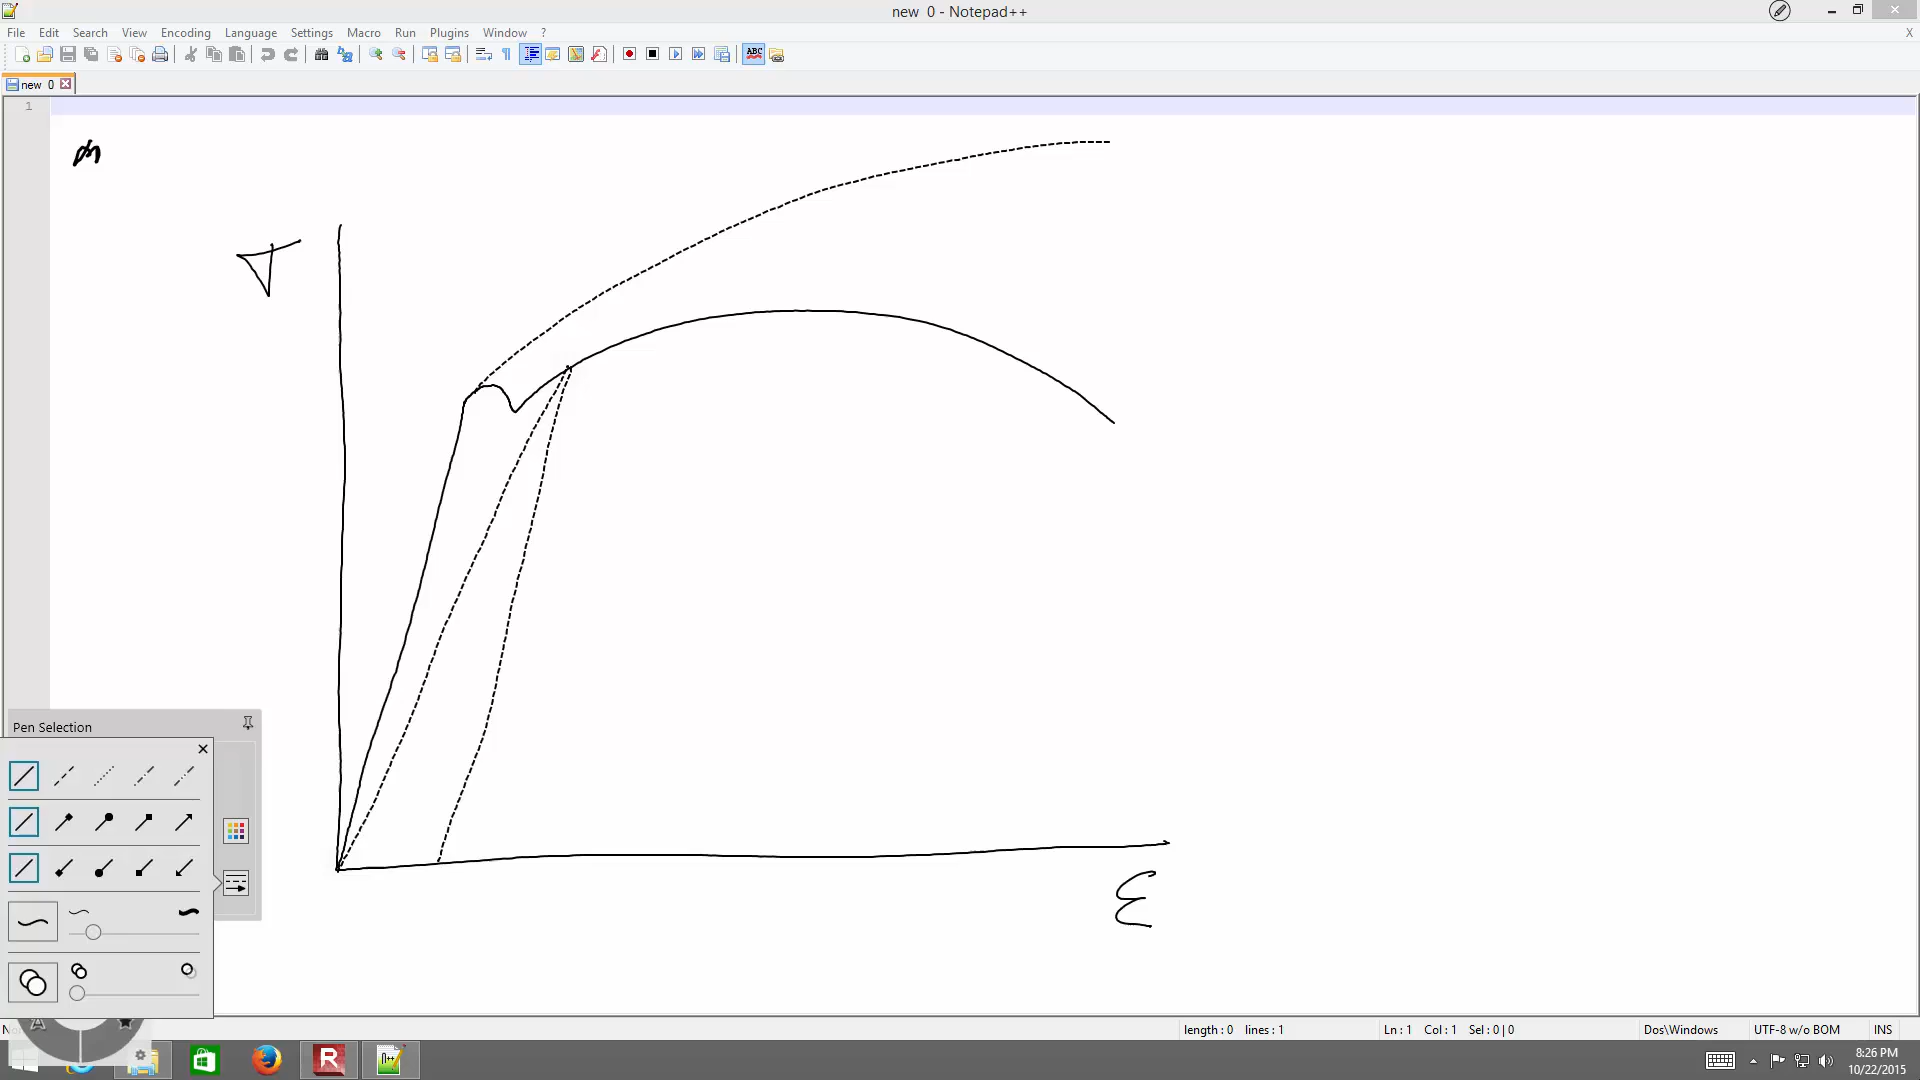 new 0 - Notepad++
File Edit Search View Encoding Language Settings Macro Run Plugins Window ? X
ABC
new 0
1
σ
Pen Selection
ε
length : 0 lines : 1 Ln : 1 Col : 1 Sel : 0 | 0 Dos\Windows UTF-8 w/o BOM INS
8:26 PM
10/22/2015